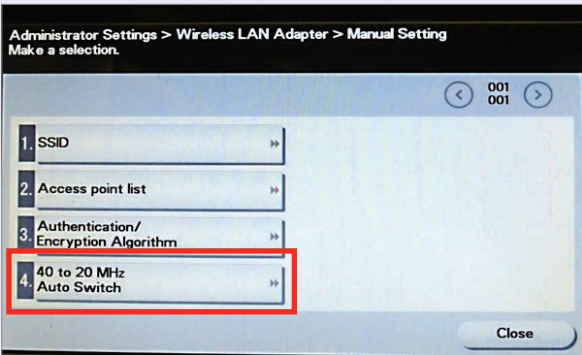 Administrator Settings > Wireless LAN Adapter > Manual Setting
Make a selection.
001
001
1. SSID
2. Access point list
3. Authentication/
Encryption Algorithm
4. 40 to 20 MHz
Auto Switch
Close